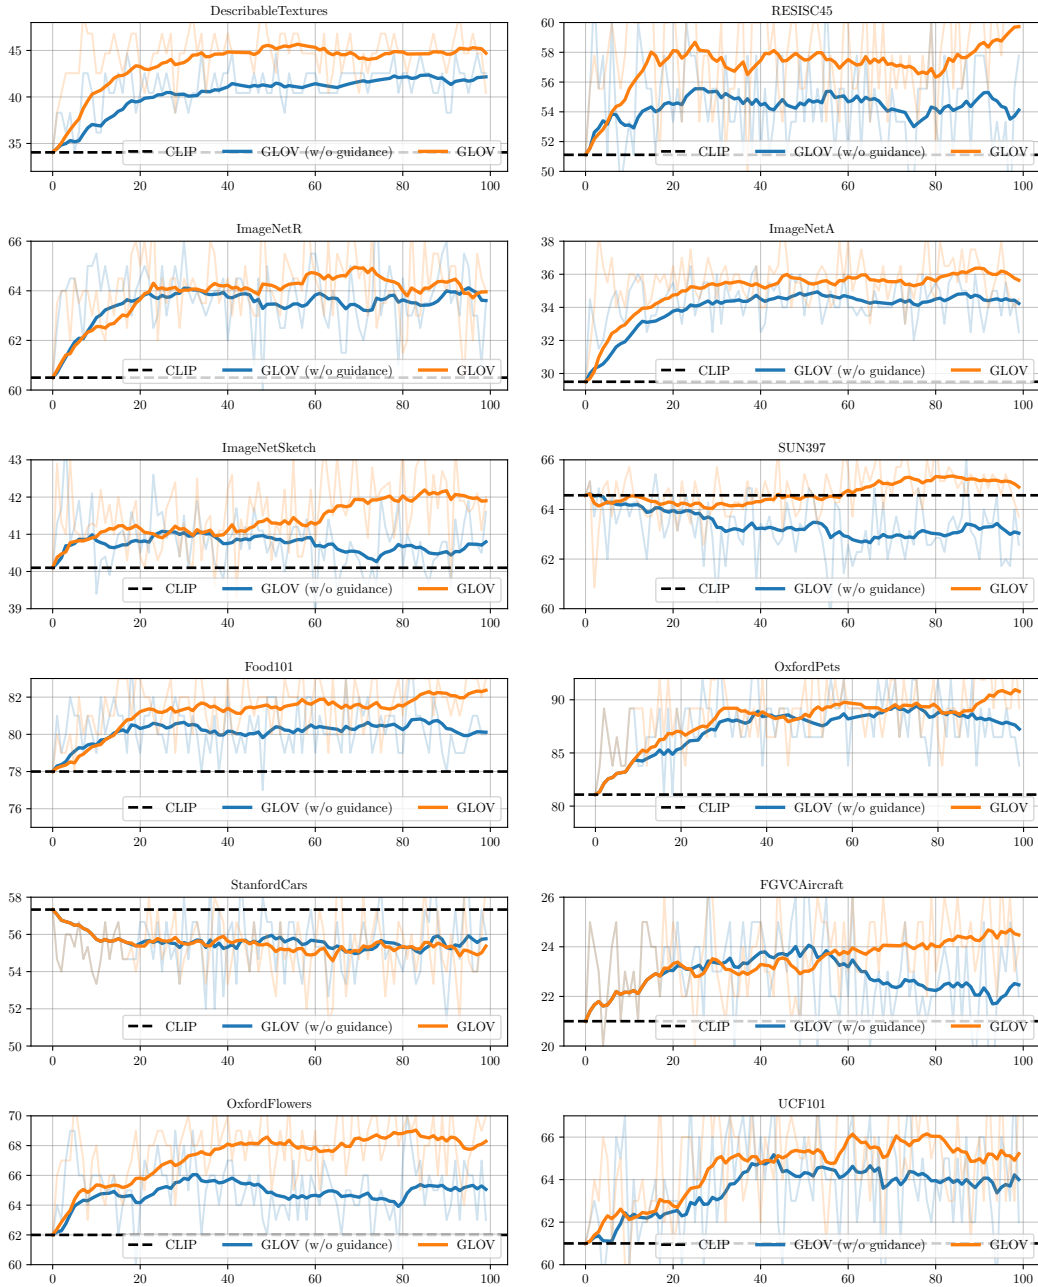 DescribableTextures
45
40
35
CLIP GLOV (w/o guidance) GLOV
0 20 40 60 80 100
RESISC45
60
58
56
54
52
50
CLIP GLOV (w/o guidance) GLOV
0 20 40 60 80 100
ImageNetR
66
64
62
60
CLIP GLOV (w/o guidance) GLOV
0 20 40 60 80 100
ImageNetA
38
36
34
32
30
CLIP GLOV (w/o guidance) GLOV
0 20 40 60 80 100
ImageNetSketch
43
42
41
40
39
CLIP GLOV (w/o guidance) GLOV
0 20 40 60 80 100
SUN397
66
64
62
60
CLIP GLOV (w/o guidance) GLOV
0 20 40 60 80 100
Food101
82
80
78
76
CLIP GLOV (w/o guidance) GLOV
0 20 40 60 80 100
OxfordPets
90
85
80
CLIP GLOV (w/o guidance) GLOV
0 20 40 60 80 100
StanfordCars
58
56
54
52
50
CLIP GLOV (w/o guidance) GLOV
0 20 40 60 80 100
FGVCAircraft
26
24
22
20
CLIP GLOV (w/o guidance) GLOV
0 20 40 60 80 100
OxfordFlowers
70
68
66
64
62
60
CLIP GLOV (w/o guidance) GLOV
0 20 40 60 80 100
UCF101
66
64
62
60
CLIP GLOV (w/o guidance) GLOV
0 20 40 60 80 100